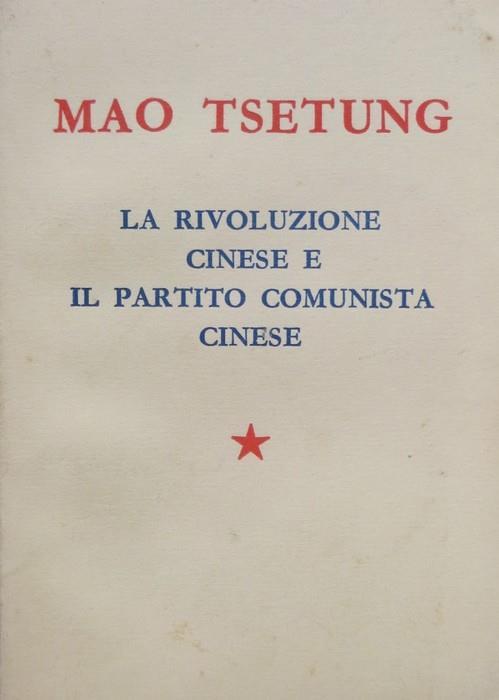 MAO TSETUNG
LA RIVOLUZIONE
CINESE E
IL PARTITO COMUNISTA
CINESE